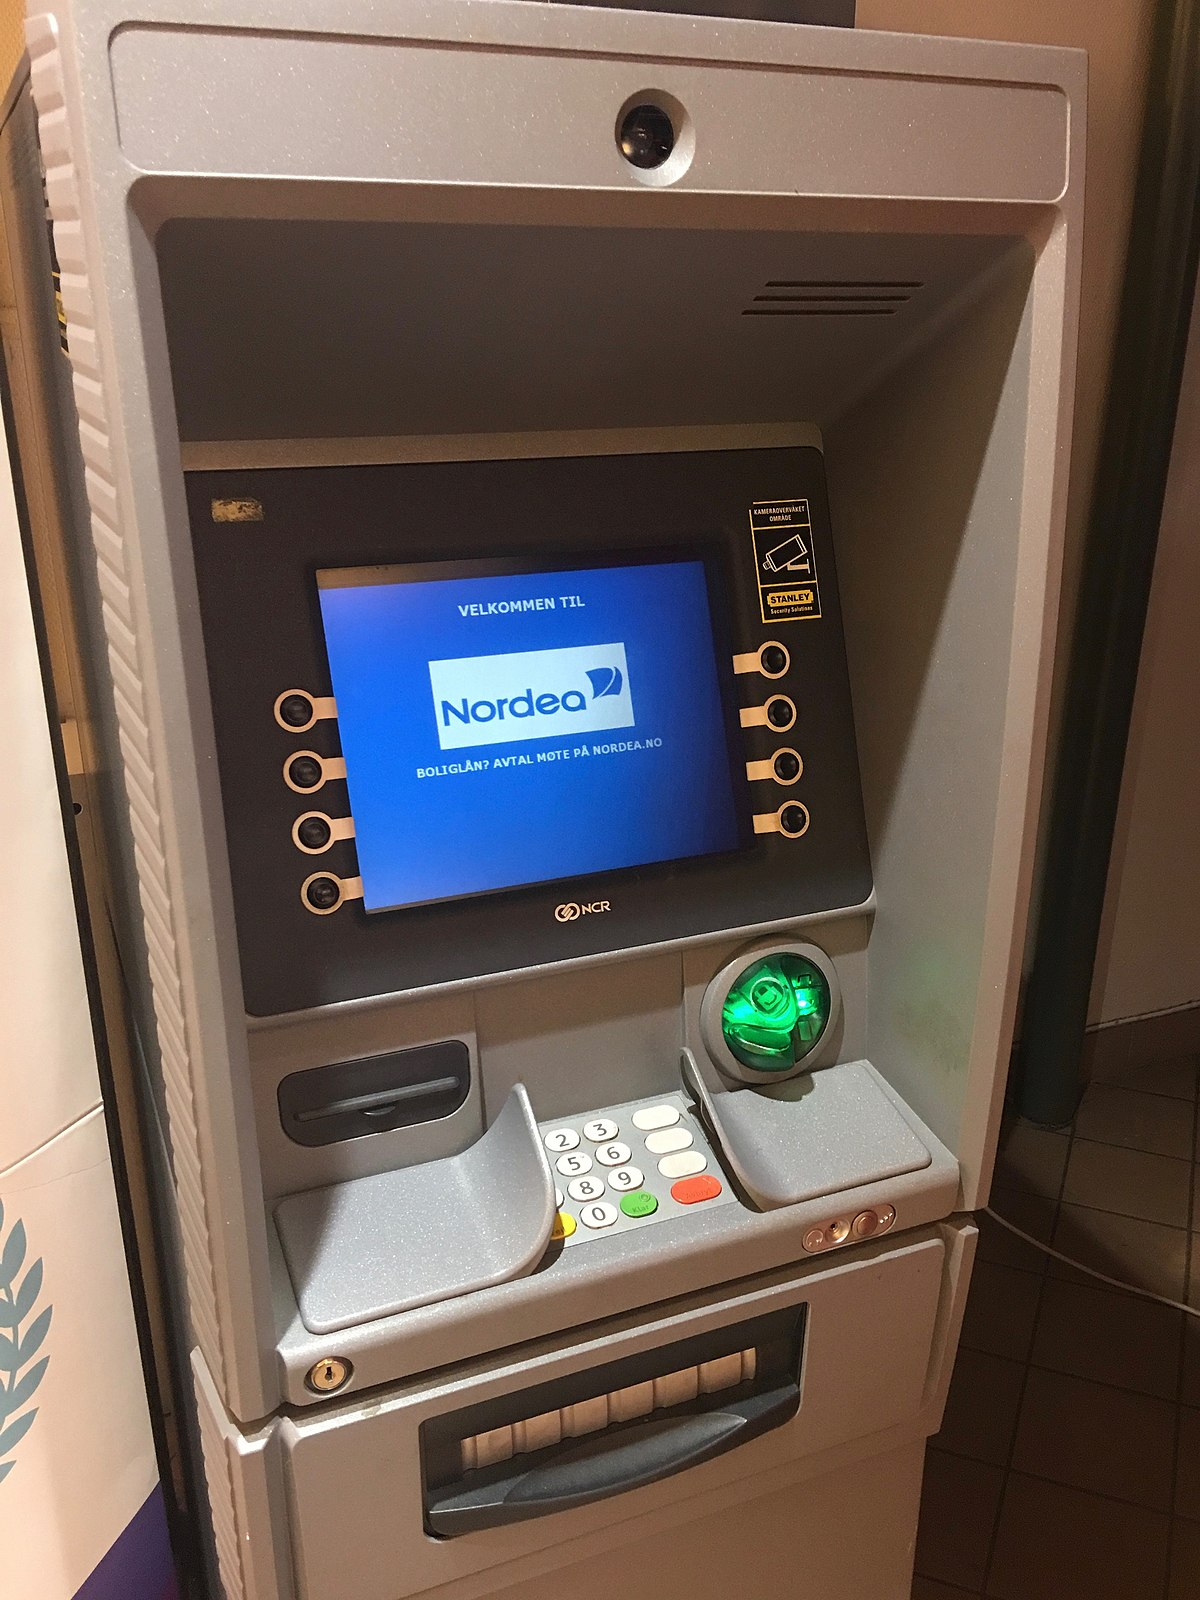 KAMERAOVERVÅKET
OMRÅDE
STANLEY
Security Solutions
VELKOMMEN TIL
Nordea
BOLIGLÅN? AVTAL MØTE PÅ NORDEA.NO
NCR
2 3
5 6
8 9
0 Klar